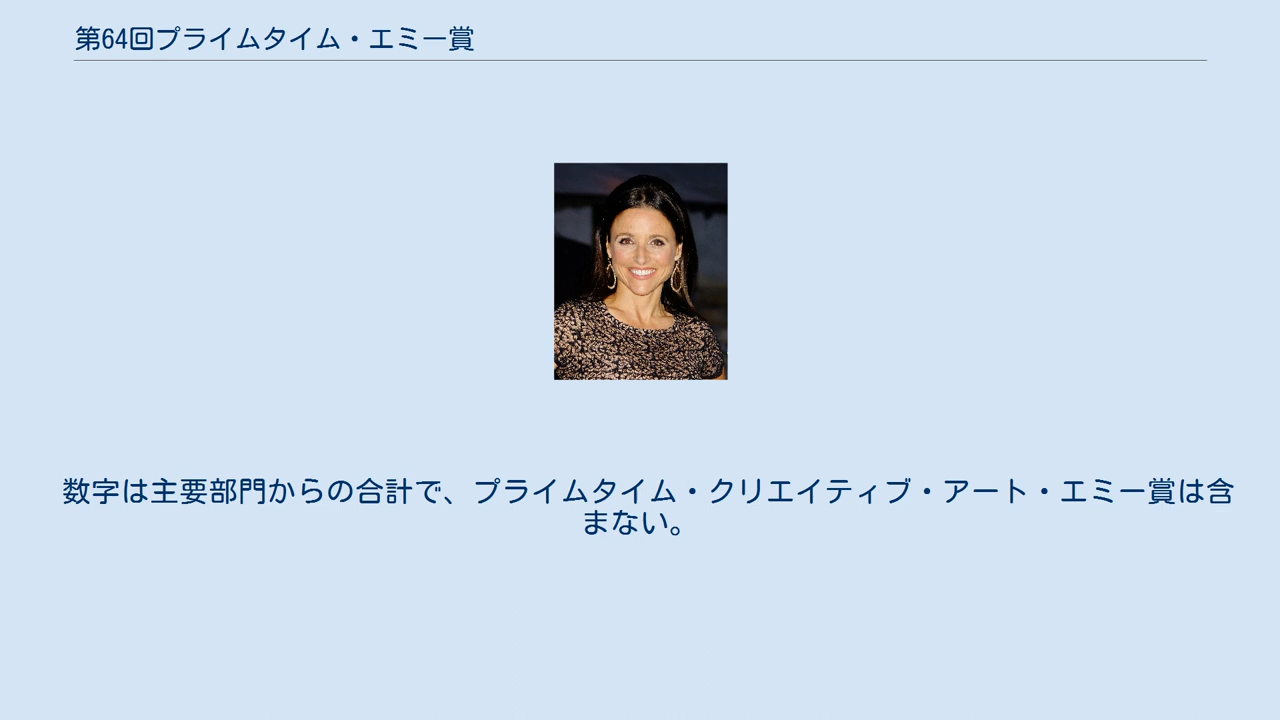 第64回プライムタイム・エミー賞
数字は主要部門からの合計で、プライムタイム・クリエイティブ・アート・エミー賞は含
まない。